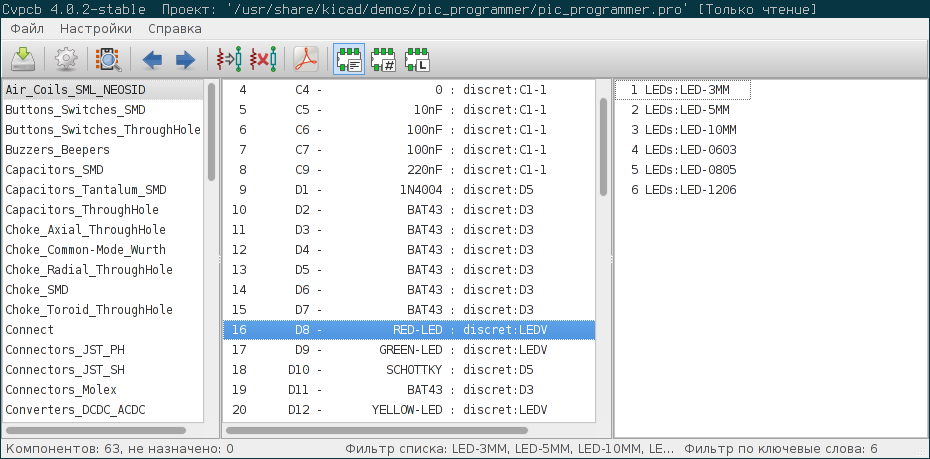 Cvpcb 4.0.2-stable Проект: '/usr/share/kicad/demos/pic_programmer/pic_programmer.pro' [Только чтение]
Файл Настройки Справка
# L
Air_Coils_SML_NEOSID
Buttons_Switches_SMD
Buttons_Switches_ThroughHole
Buzzers_Beepers
Capacitors_SMD
Capacitors_Tantalum_SMD
Capacitors_ThroughHole
Choke_Axial_ThroughHole
Choke_Common-Mode_Wurth
Choke_Radial_ThroughHole
Choke_SMD
Choke_Toroid_ThroughHole
Connect
Connectors_JST_PH
Connectors_JST_SH
Connectors_Molex
Converters_DCDC_ACDC
4 C4 - 0 : discret:C1-1
5 C5 - 10nF : discret:C1-1
6 C6 - 100nF : discret:C1-1
7 C7 - 100nF : discret:C1-1
8 C9 - 220nF : discret:C1-1
9 D1 - 1N4004 : discret:D5
10 D2 - BAT43 : discret:D3
11 D3 - BAT43 : discret:D3
12 D4 - BAT43 : discret:D3
13 D5 - BAT43 : discret:D3
14 D6 - BAT43 : discret:D3
15 D7 - BAT43 : discret:D3
16 D8 - RED-LED : discret:LEDV
17 D9 - GREEN-LED : discret:LEDV
18 D10 - SCHOTTKY : discret:D5
19 D11 - BAT43 : discret:D3
20 D12 - YELLOW-LED : discret:LEDV
1 LEDs:LED-3MM
2 LEDs:LED-5MM
3 LEDs:LED-10MM
4 LEDs:LED-0603
5 LEDs:LED-0805
6 LEDs:LED-1206
Компонентов: 63, не назначено: 0 Фильтр списка: LED-3MM, LED-5MM, LED-10MM, LE... Фильтр по ключевые слова: 6